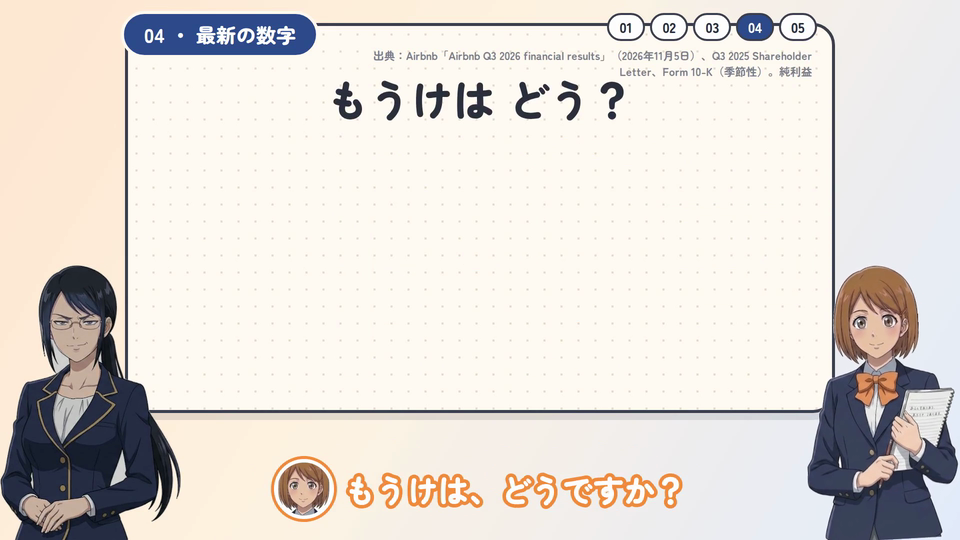 04 ・ 最新の数字
01 02 03 04 05
出典：Airbnb「Airbnb Q3 2026 financial results」（2026年11月5日）、Q3 2025 Shareholder
Letter、Form 10-K（季節性）。純利益
もうけは どう？
もうけは、どうですか？